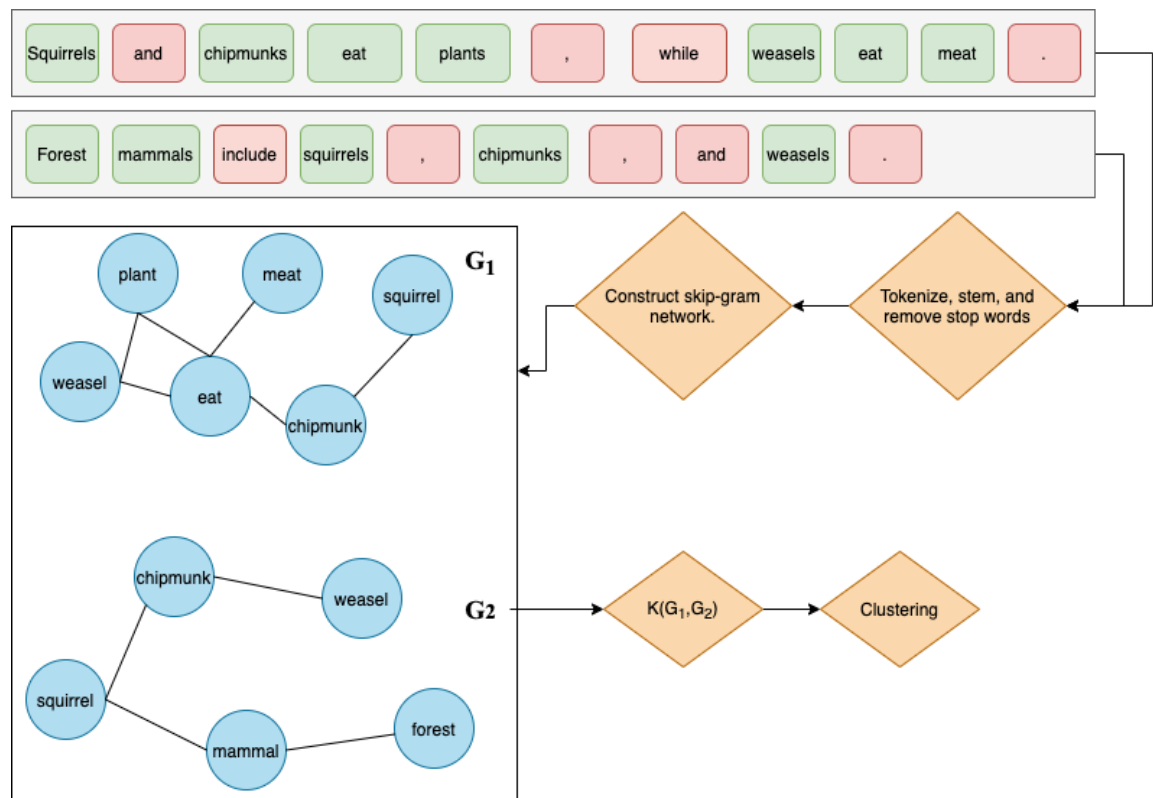 Squirrels and chipmunks eat plants , while weasels eat meat .
Forest mammals include squirrels , chipmunks , and weasels .
G1
plant
meat
squirrel
weasel
eat
chipmunk
Construct skip-gram
network.
Tokenize, stem, and
remove stop words
chipmunk
weasel
G2
squirrel
mammal
forest
K(G1,G2)
Clustering